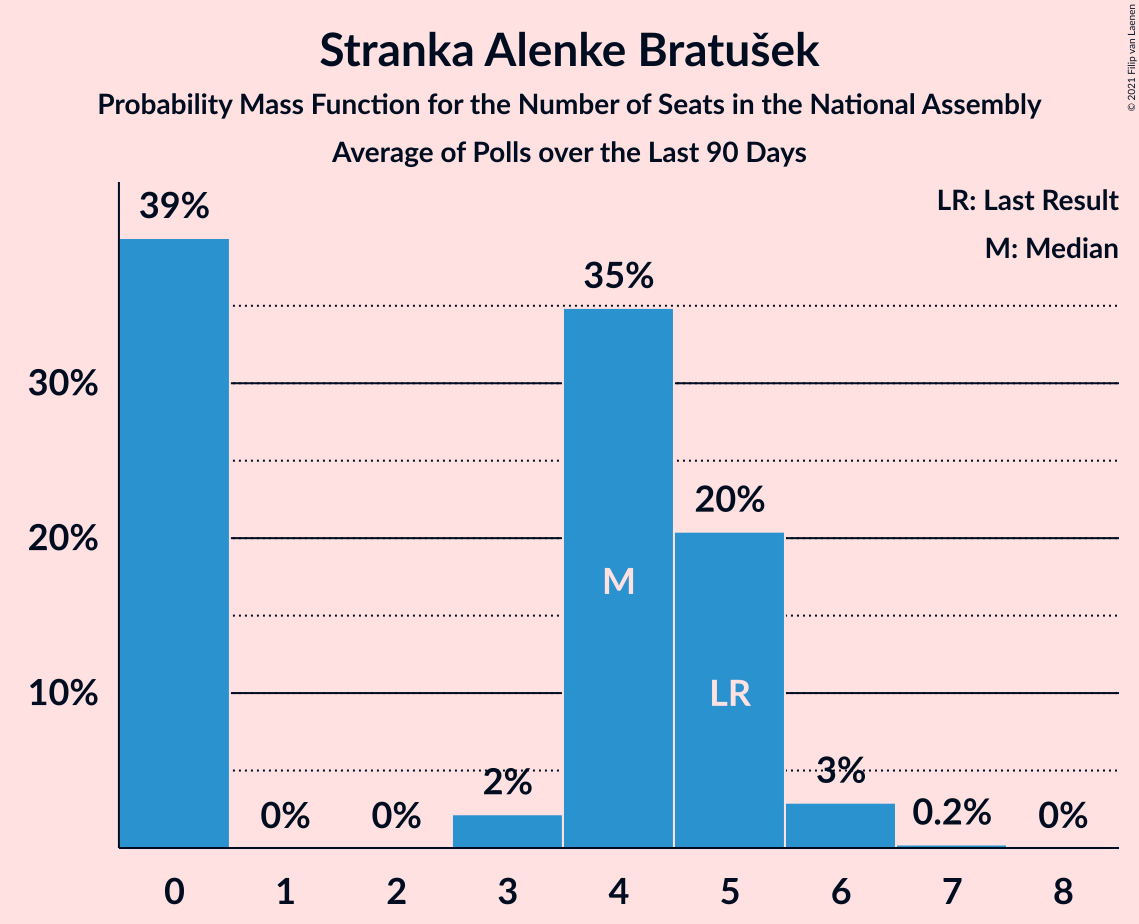 Stranka Alenke Bratušek
Probability Mass Function for the Number of Seats in the National Assembly
Average of Polls over the Last 90 Days
© 2021 Filip van Laenen
LR: Last Result
M: Median
39%
35%
30%
20%
20%
M
10%
LR
2%
3%
0%
0%
0.2%
0%
0 1 2 3 4 5 6 7 8